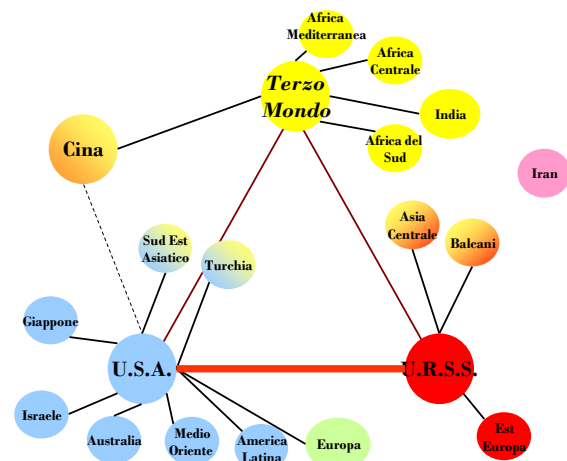 Africa
Mediterranea
Africa
Centrale
Terzo
Mondo
India
Africa del
Sud
Cina
Iran
Asia
Centrale
Balcani
Sud Est
Asiatico
Turchia
Giappone
U.S.A.
U.R.S.S.
Israele
Australia
Medio
Oriente
America
Latina
Europa
Est
Europa